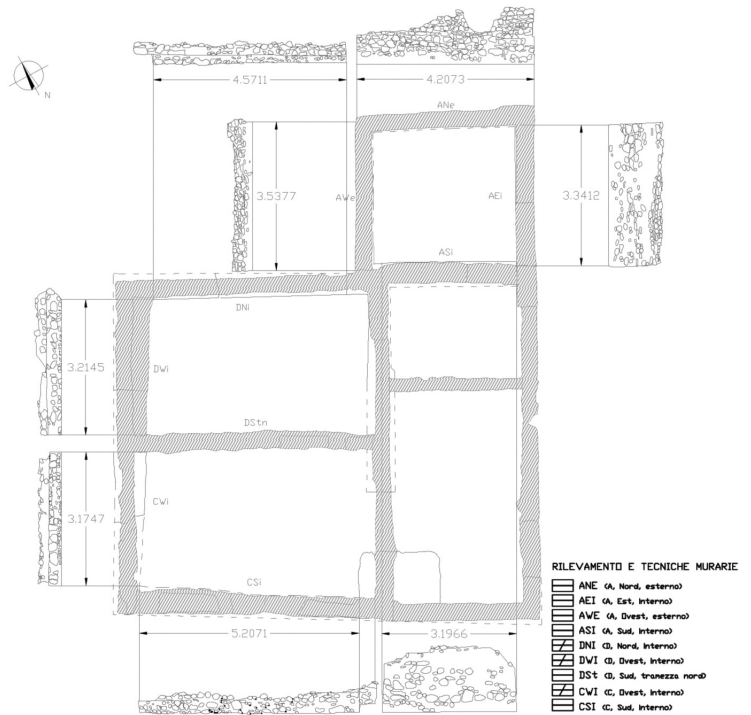 4.5711
4.2073
N
ANe
3.5377
AWe
AEi
3.3412
ASi
DNi
3.2145
DWi
DStn
3.1747
CWi
CSi
5.2071
3.1966
RILEVAMENTO E TECNICHE MURARIE
ANE (A, Nord, esterno)
AEI (A, Est, Interno)
AWE (A, Ovest, esterno)
ASI (A, Sud, Interno)
DNI (D, Nord, Interno)
DWI (D, Ovest, Interno)
DSt (D, Sud, tramezza nord)
CWI (C, Ovest, Interno)
CSI (C, Sud, Interno)